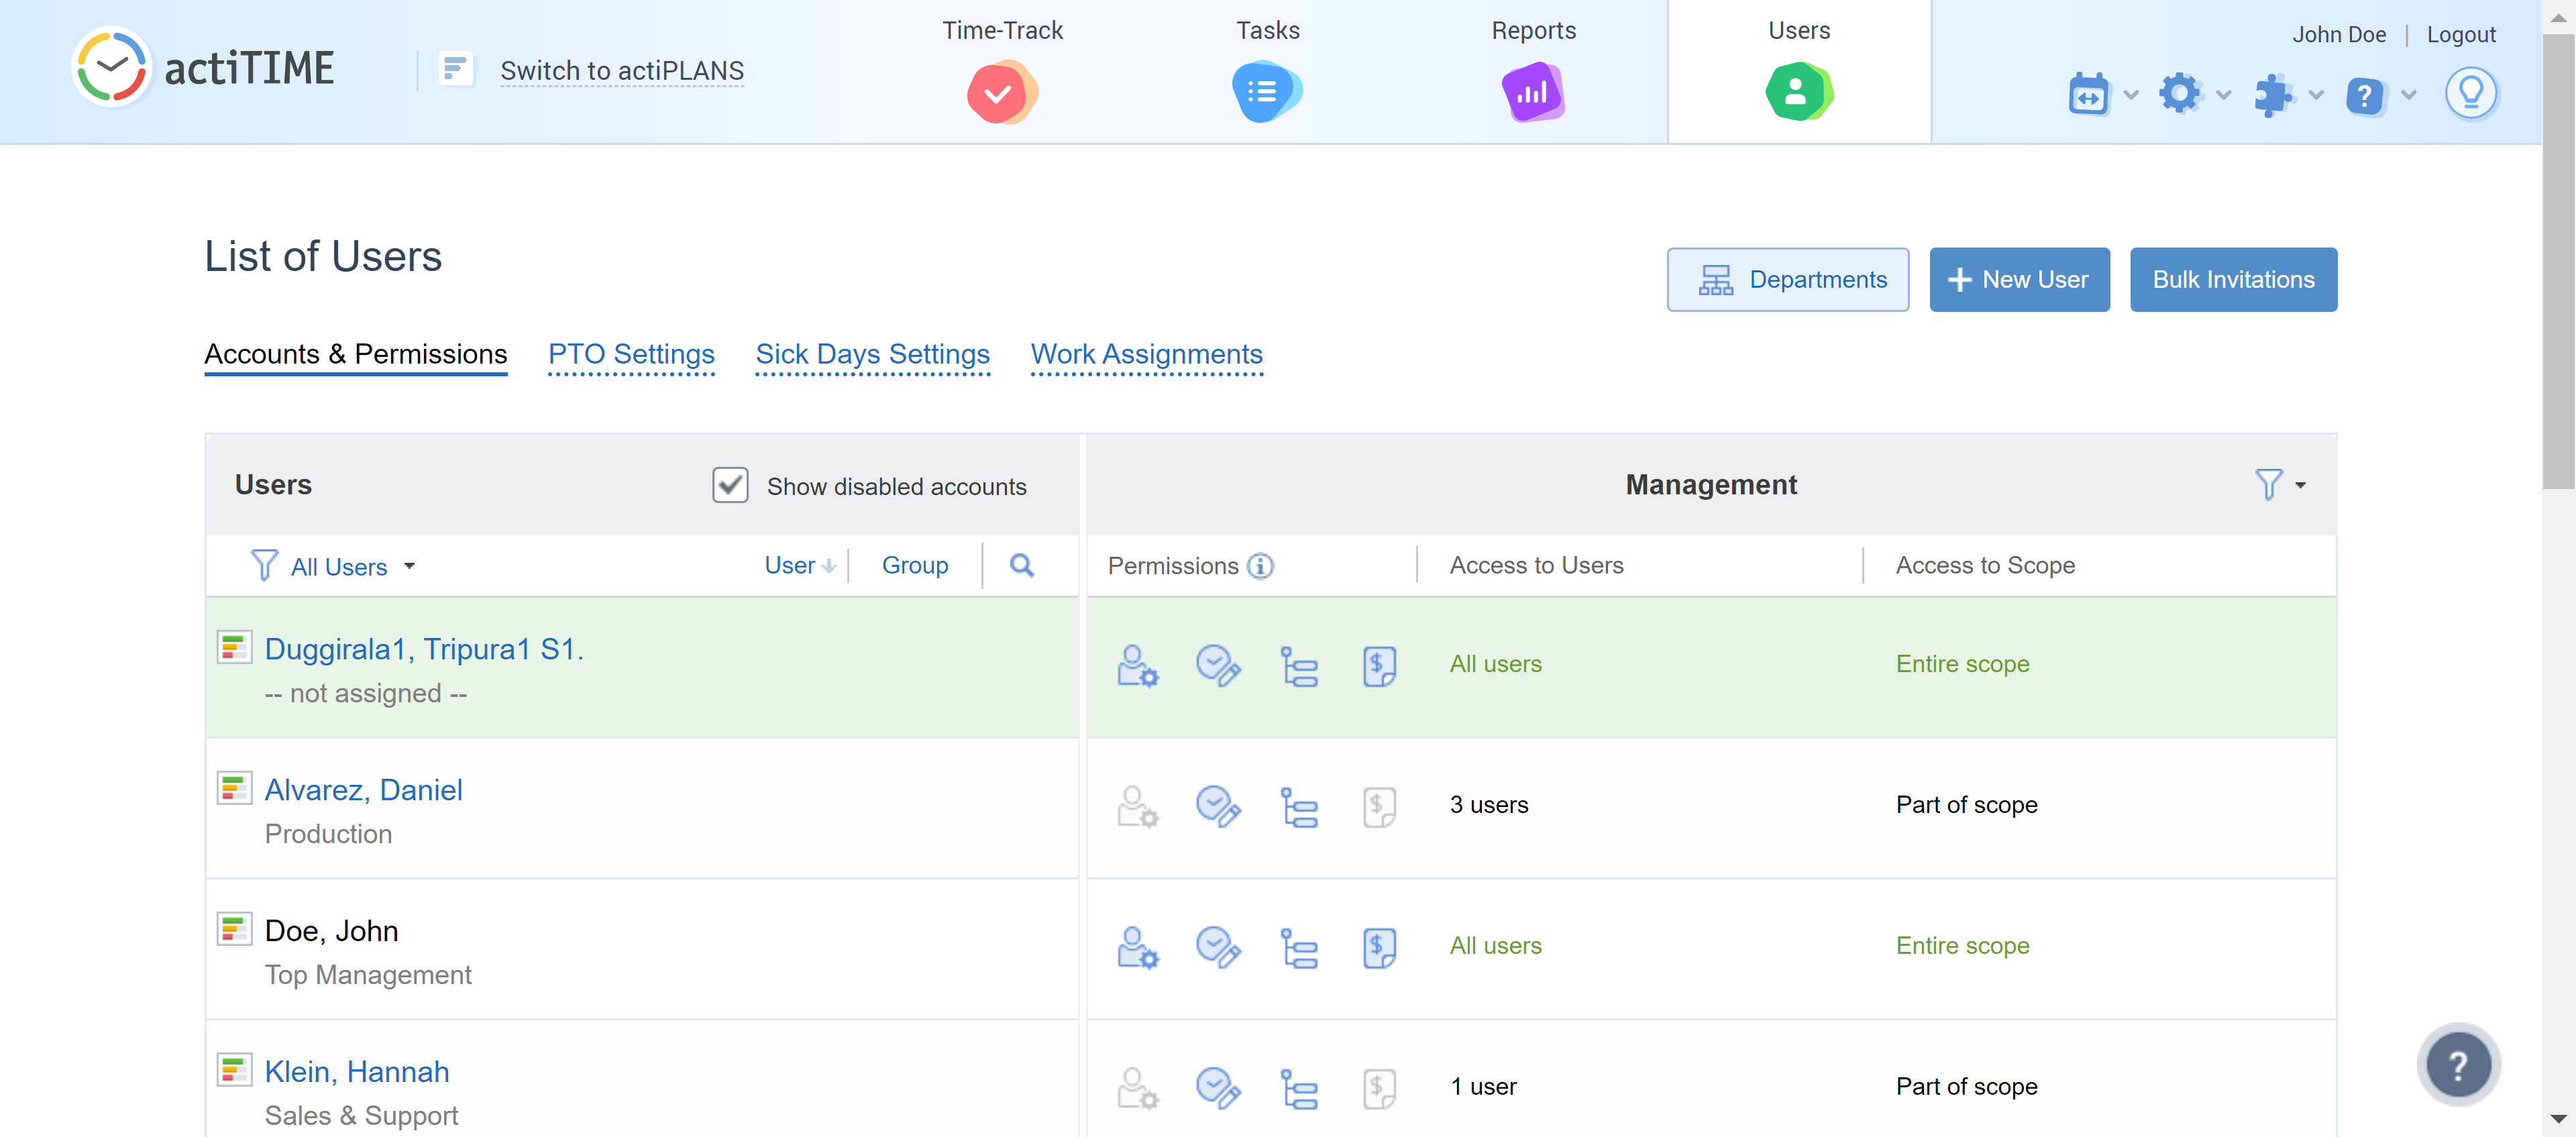 actiTIME
Switch to actiPLANS
Time-Track
Tasks
Reports
Users
John Doe
Logout
?
List of Users
Departments
New User
Bulk Invitations
Accounts & Permissions
PTO Settings
Sick Days Settings
Work Assignments
Users
Show disabled accounts
Management
All Users
User
Group
Permissions
Access to Users
Access to Scope
Duggirala1, Tripura1 S1.
-- not assigned --
All users
Entire scope
Alvarez, Daniel
Production
3 users
Part of scope
Doe, John
Top Management
All users
Entire scope
Klein, Hannah
Sales & Support
1 user
Part of scope
?